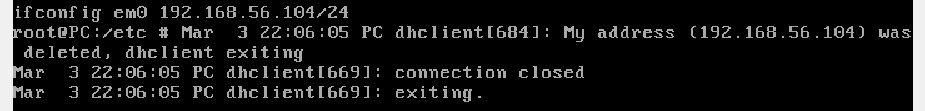 ifconfig em0 192.168.56.104/24
root@PC:/etc # Mar  3 22:06:05 PC dhclient[684]: My address (192.168.56.104) was
 deleted, dhclient exiting
Mar  3 22:06:05 PC dhclient[669]: connection closed
Mar  3 22:06:05 PC dhclient[669]: exiting.